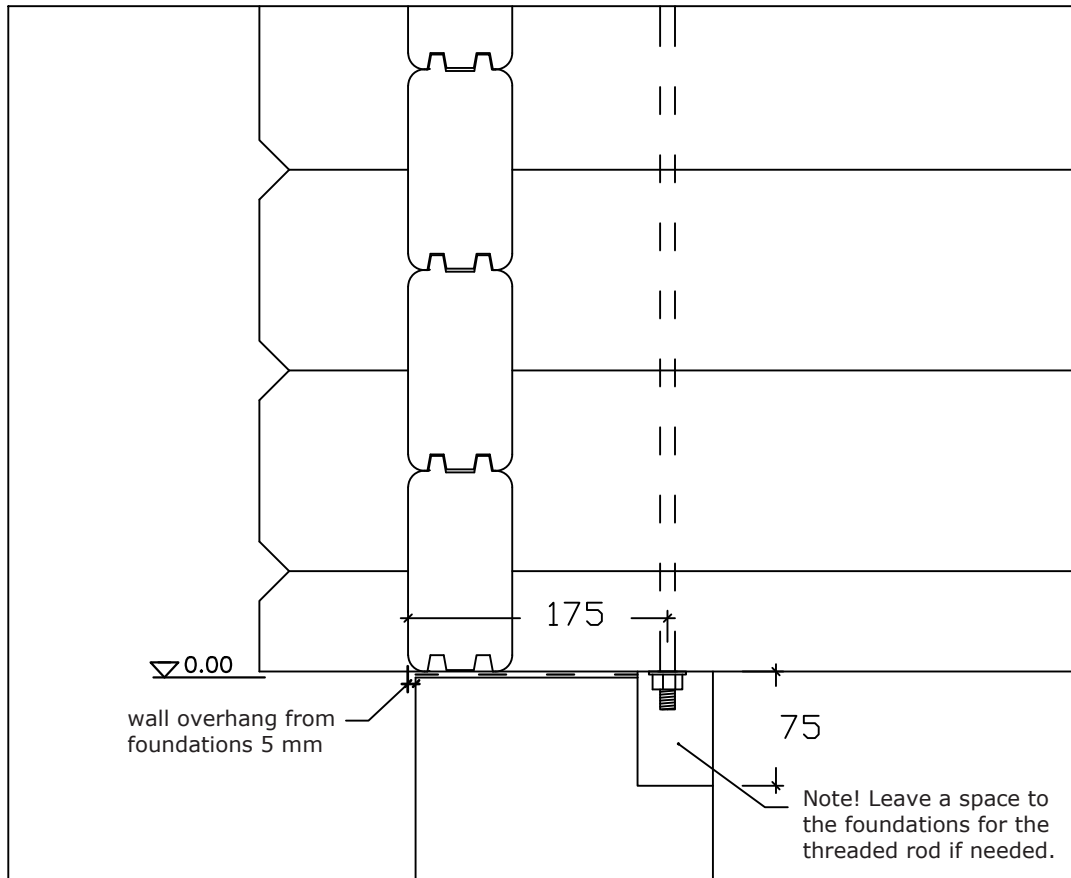 175
0.00
wall overhang from
foundations 5 mm
75
Note! Leave a space to
the foundations for the
threaded rod if needed.